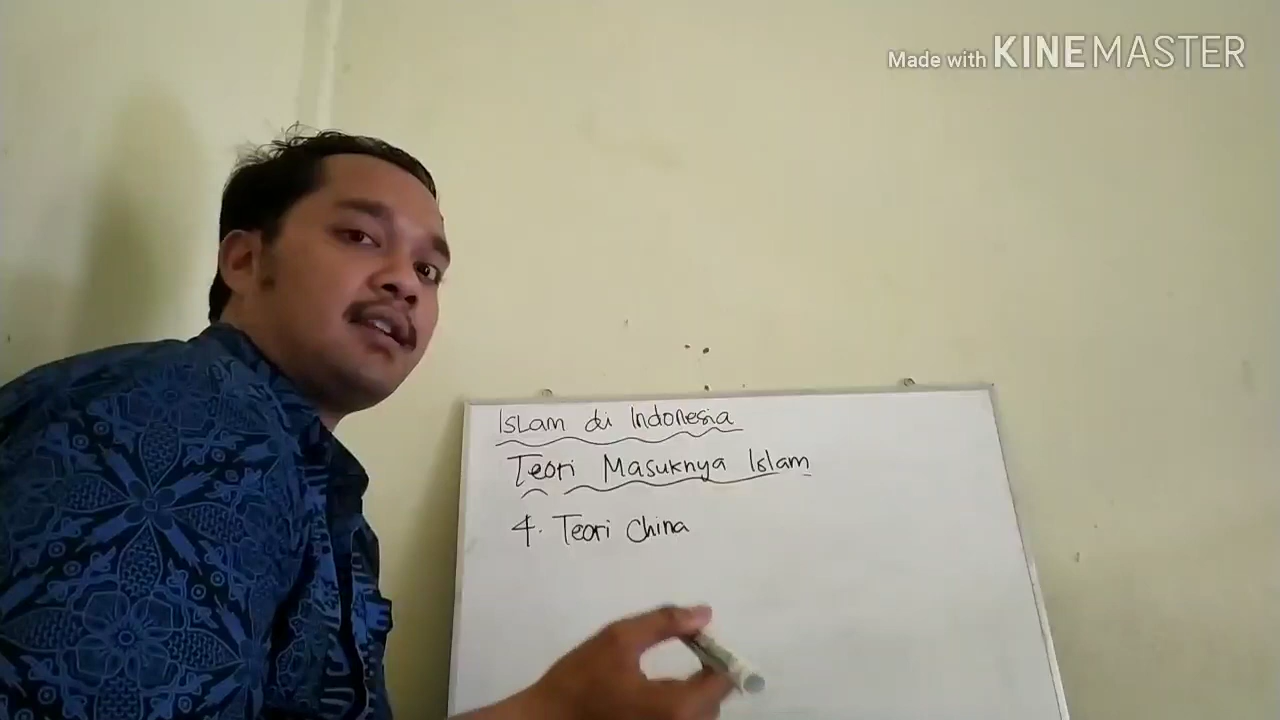 Made with KINEMASTER
Islam di Indonesia
Teori Masuknya Islam
4. Teori China